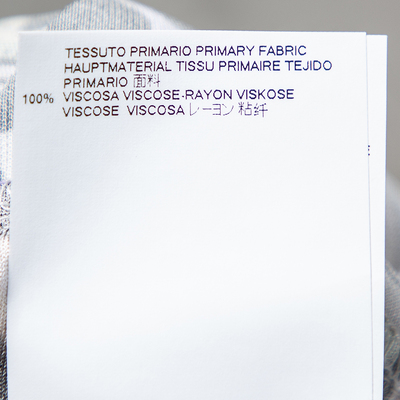 TESSUTO PRIMARIO PRIMARY FABRIC
HAUPTMATERIAL TISSU PRIMAIRE TEJIDO
PRIMARIO 面料
100% VISCOSA VISCOSE-RAYON VISKOSE
VISCOSE VISCOSA レーヨン 粘纤